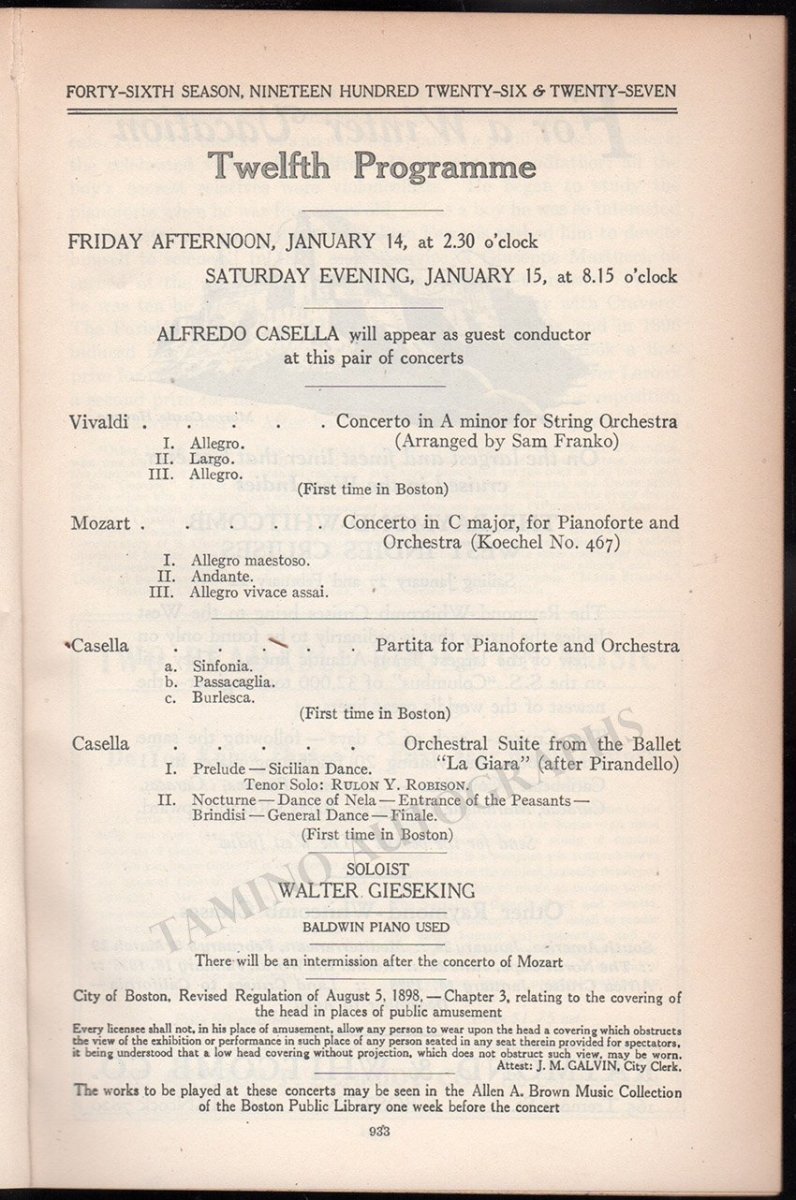 FORTY-SIXTH SEASON, NINETEEN HUNDRED TWENTY-SIX & TWENTY-SEVEN
Twelfth Programme
FRIDAY AFTERNOON, JANUARY 14, at 2.30 o'clock
SATURDAY EVENING, JANUARY 15, at 8.15 o'clock
ALFREDO CASELLA will appear as guest conductor
at this pair of concerts
Vivaldi . . . . . Concerto in A minor for String Orchestra
(Arranged by Sam Franko)
I. Allegro.
II. Largo.
III. Allegro.
(First time in Boston)
Mozart . . . . . Concerto in C major, for Pianoforte and
Orchestra (Koechel No. 467)
I. Allegro maestoso.
II. Andante.
III. Allegro vivace assai.
Casella . . . . . Partita for Pianoforte and Orchestra
a. Sinfonia.
b. Passacaglia.
c. Burlesca.
(First time in Boston)
Casella . . . . . Orchestral Suite from the Ballet
"La Giara" (after Pirandello)
I. Prelude — Sicilian Dance.
Tenor Solo: RULON Y. ROBISON.
II. Nocturne — Dance of Nela — Entrance of the Peasants —
Brindisi — General Dance — Finale.
(First time in Boston)
SOLOIST
WALTER GIESEKING
BALDWIN PIANO USED
There will be an intermission after the concerto of Mozart
City of Boston, Revised Regulation of August 5, 1898, — Chapter 3, relating to the covering of
the head in places of public amusement
Every licensee shall not, in his place of amusement, allow any person to wear upon the head a covering which obstructs
the view of the exhibition or performance in such place of any person seated in any seat therein provided for spectators,
it being understood that a low head covering without projection, which does not obstruct such view, may be worn.
Attest: J. M. GALVIN, City Clerk.
The works to be played at these concerts may be seen in the Allen A. Brown Music Collection
of the Boston Public Library one week before the concert
933
TAMINO AUTOGRAPHS